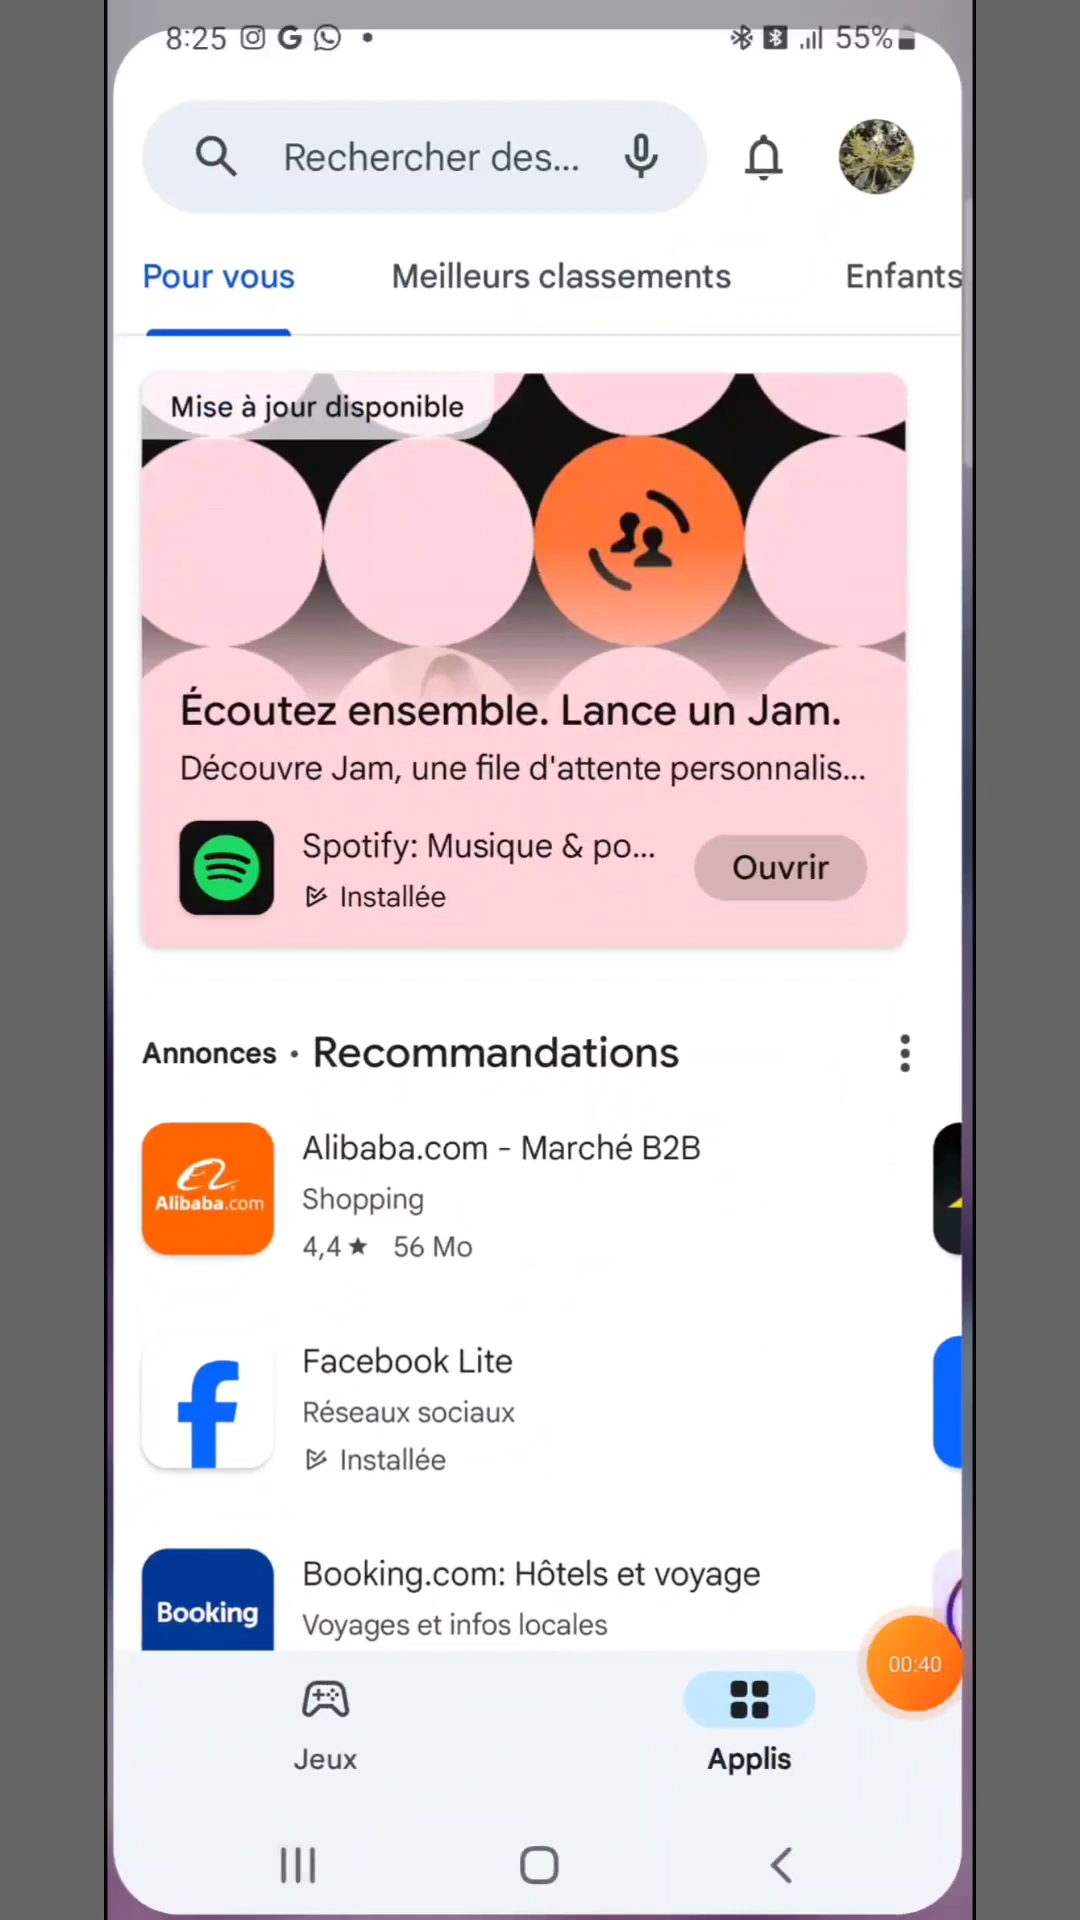 8:25
55%
Rechercher des...
Pour vous
Meilleurs classements
Enfants
Mise à jour disponible
Écoutez ensemble. Lance un Jam.
Découvre Jam, une file d'attente personnalis...
Spotify: Musique & po...
Installée
Ouvrir
Annonces • Recommandations
Alibaba.com
Alibaba.com - Marché B2B
Shopping
4,4 ★ 56 Mo
Facebook Lite
Réseaux sociaux
Installée
Booking
Booking.com: Hôtels et voyage
Voyages et infos locales
00:40
Jeux
Applis